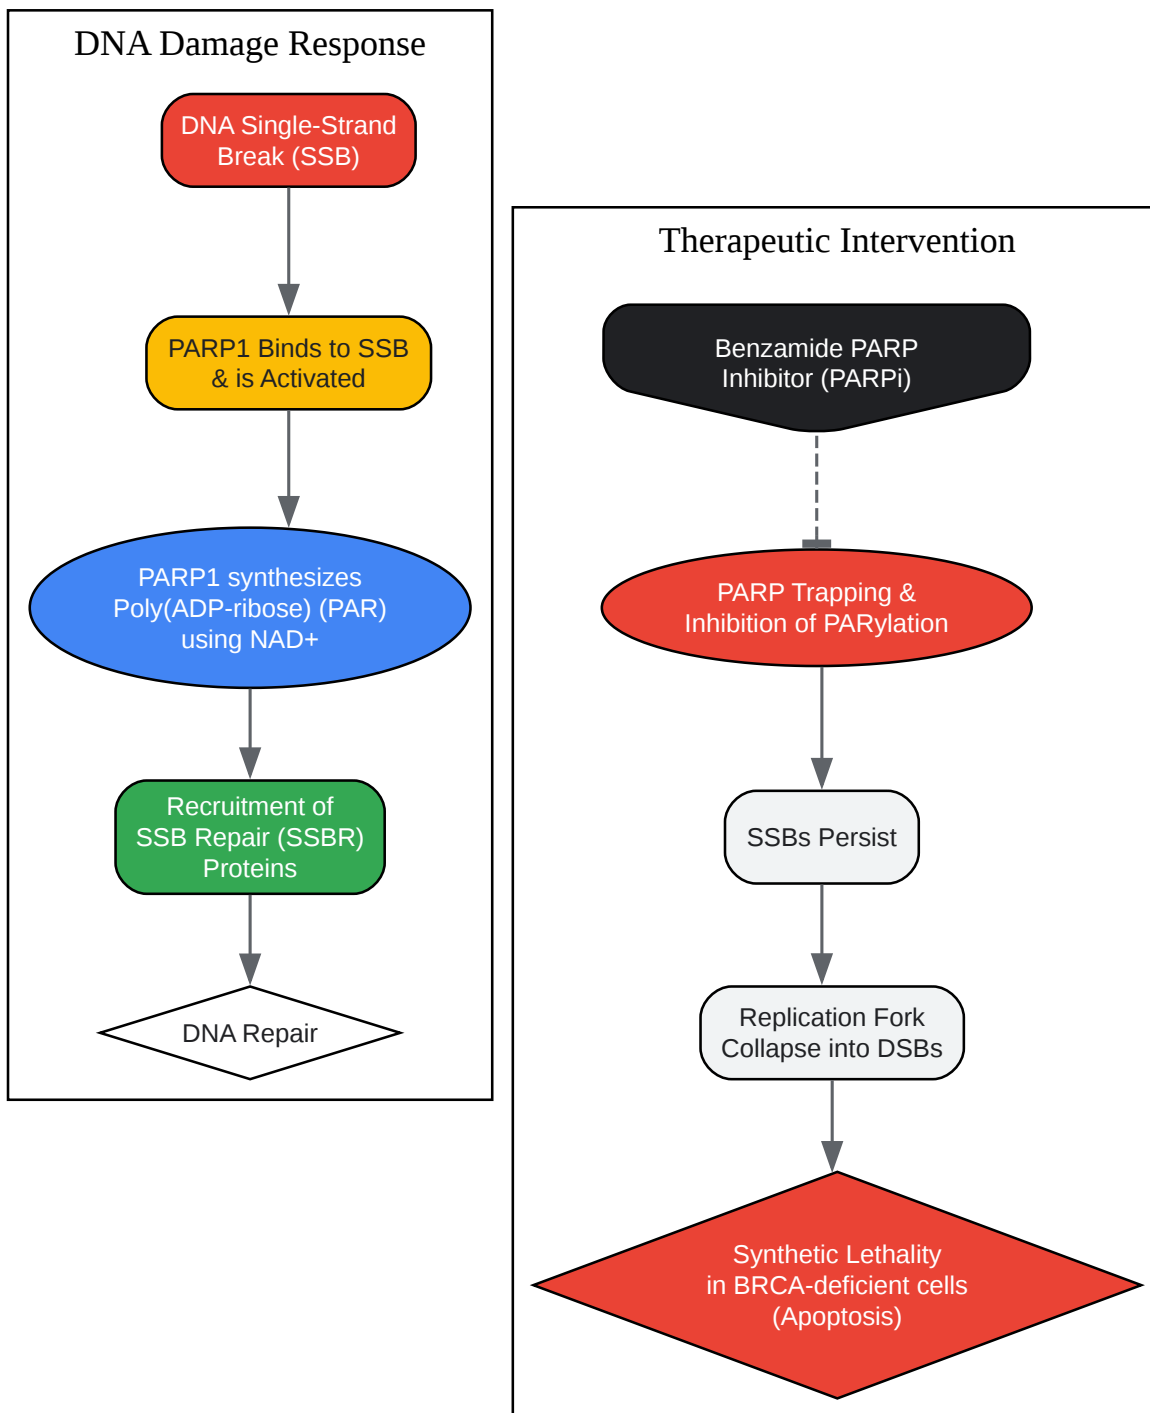 DNA Damage Response
DNA Single-Strand
Break (SSB)
PARP1 Binds to SSB
& is Activated
PARP1 synthesizes
Poly(ADP-ribose) (PAR)
using NAD+
Recruitment of
SSB Repair (SSBR)
Proteins
DNA Repair
Therapeutic Intervention
Benzamide PARP
Inhibitor (PARPi)
PARP Trapping &
Inhibition of PARylation
SSBs Persist
Replication Fork
Collapse into DSBs
Synthetic Lethality
in BRCA-deficient cells
(Apoptosis)